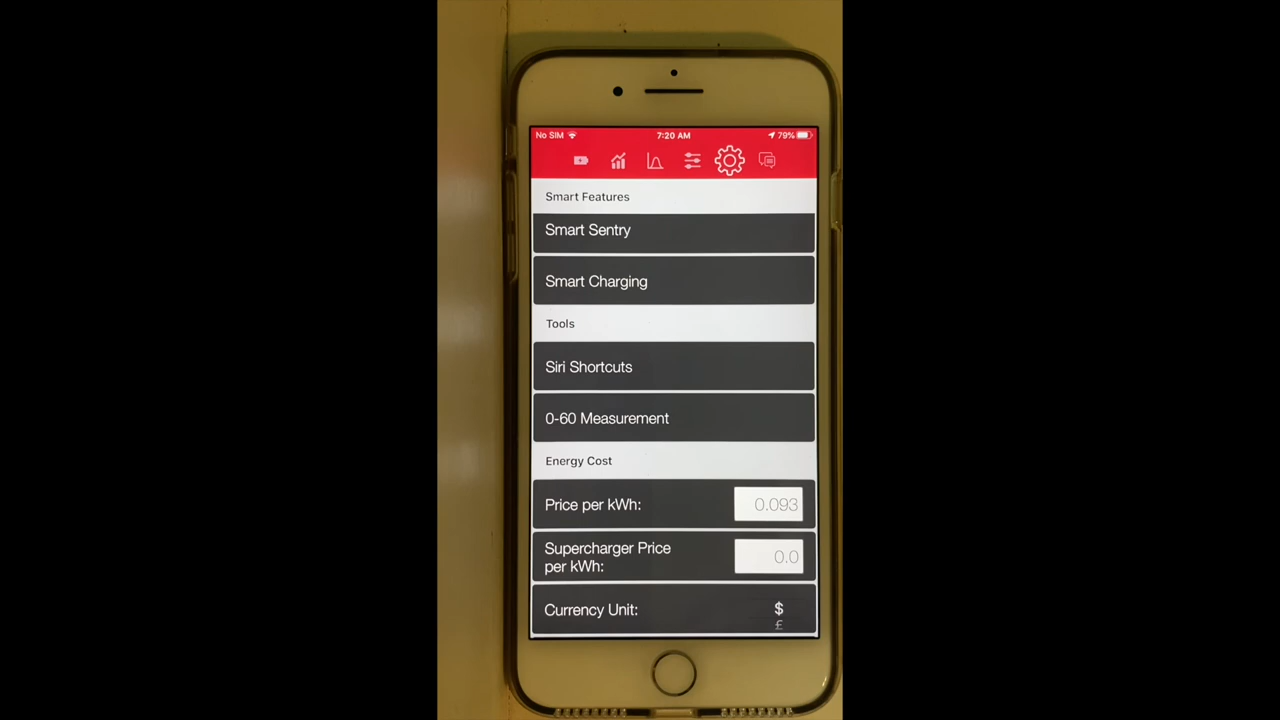 No SIM 7:20 AM 79%
Smart Features
Smart Sentry
Smart Charging
Tools
Siri Shortcuts
0-60 Measurement
Energy Cost
Price per kWh: 0.093
Supercharger Price
per kWh: 0.0
Currency Unit: $
£